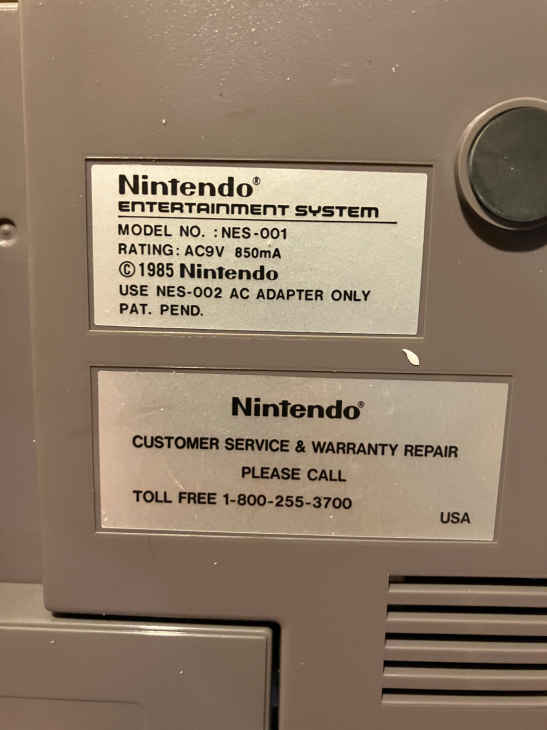 Nintendo®
ENTERTAINMENT SYSTEM
MODEL NO. : NES-001
RATING: AC9V 850mA
© 1985 Nintendo
USE NES-002 AC ADAPTER ONLY
PAT. PEND.
Nintendo®
CUSTOMER SERVICE & WARRANTY REPAIR
PLEASE CALL
TOLL FREE 1-800-255-3700
USA